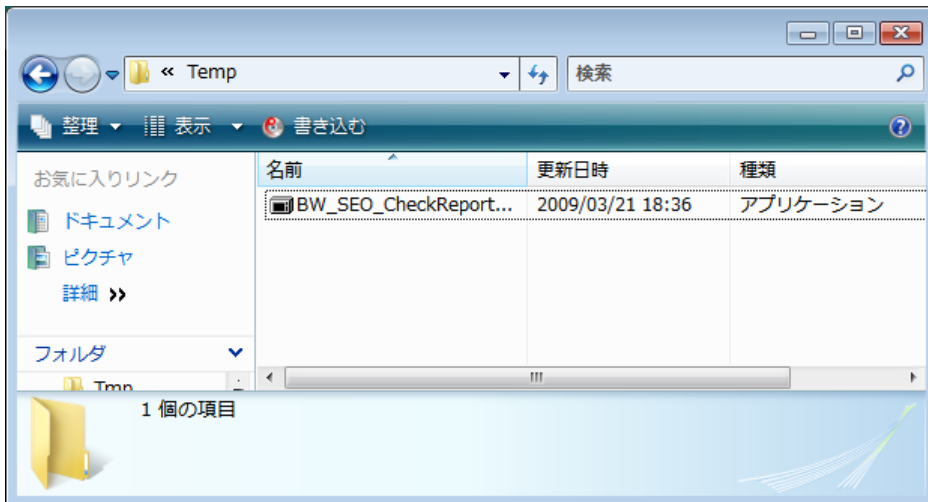 « Temp
検索
整理 表示 書き込む
お気に入りリンク
ドキュメント
ピクチャ
詳細 »
フォルダ
Tmp
名前 更新日時 種類
BW_SEO_CheckReport... 2009/03/21 18:36 アプリケーション
1 個の項目